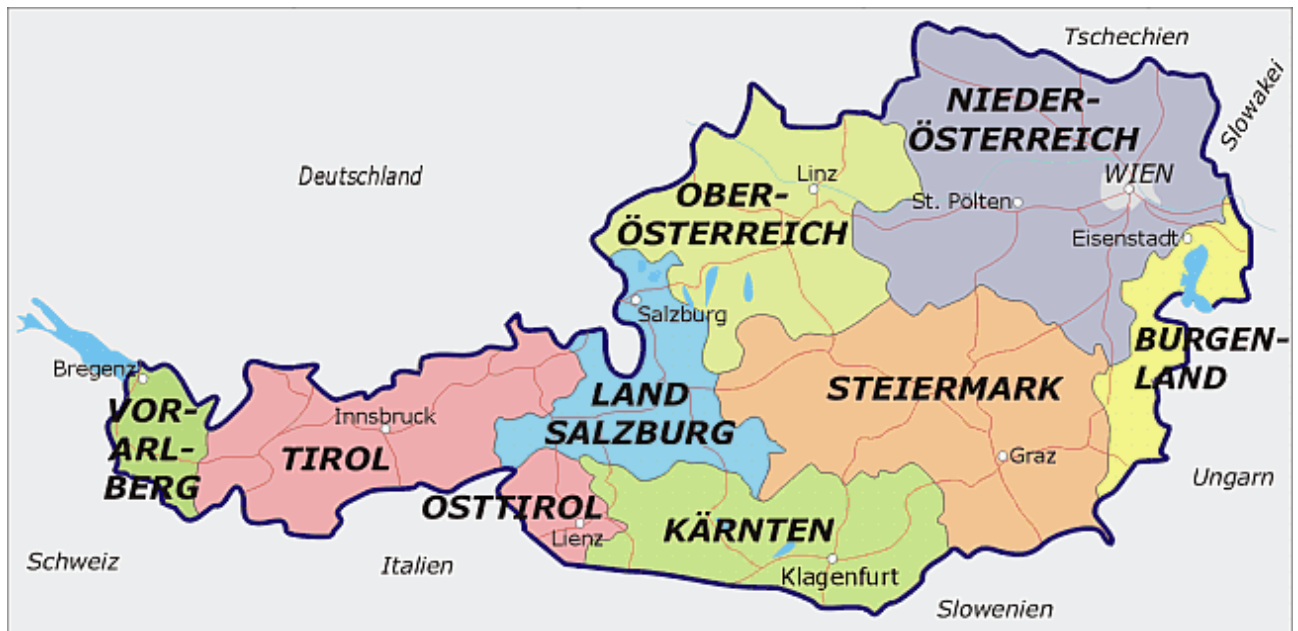 Tschechien
Slowakei
NIEDER-
ÖSTERREICH
Deutschland
Linz
WIEN
OBER-
ÖSTERREICH
St. Pölten
Eisenstadt
Salzburg
BURGEN-
LAND
Bregenz
VOR-
ARL-
BERG
Innsbruck
TIROL
LAND
SALZBURG
STEIERMARK
Graz
Ungarn
OSTTIROL
Lienz
KÄRNTEN
Klagenfurt
Schweiz
Italien
Slowenien